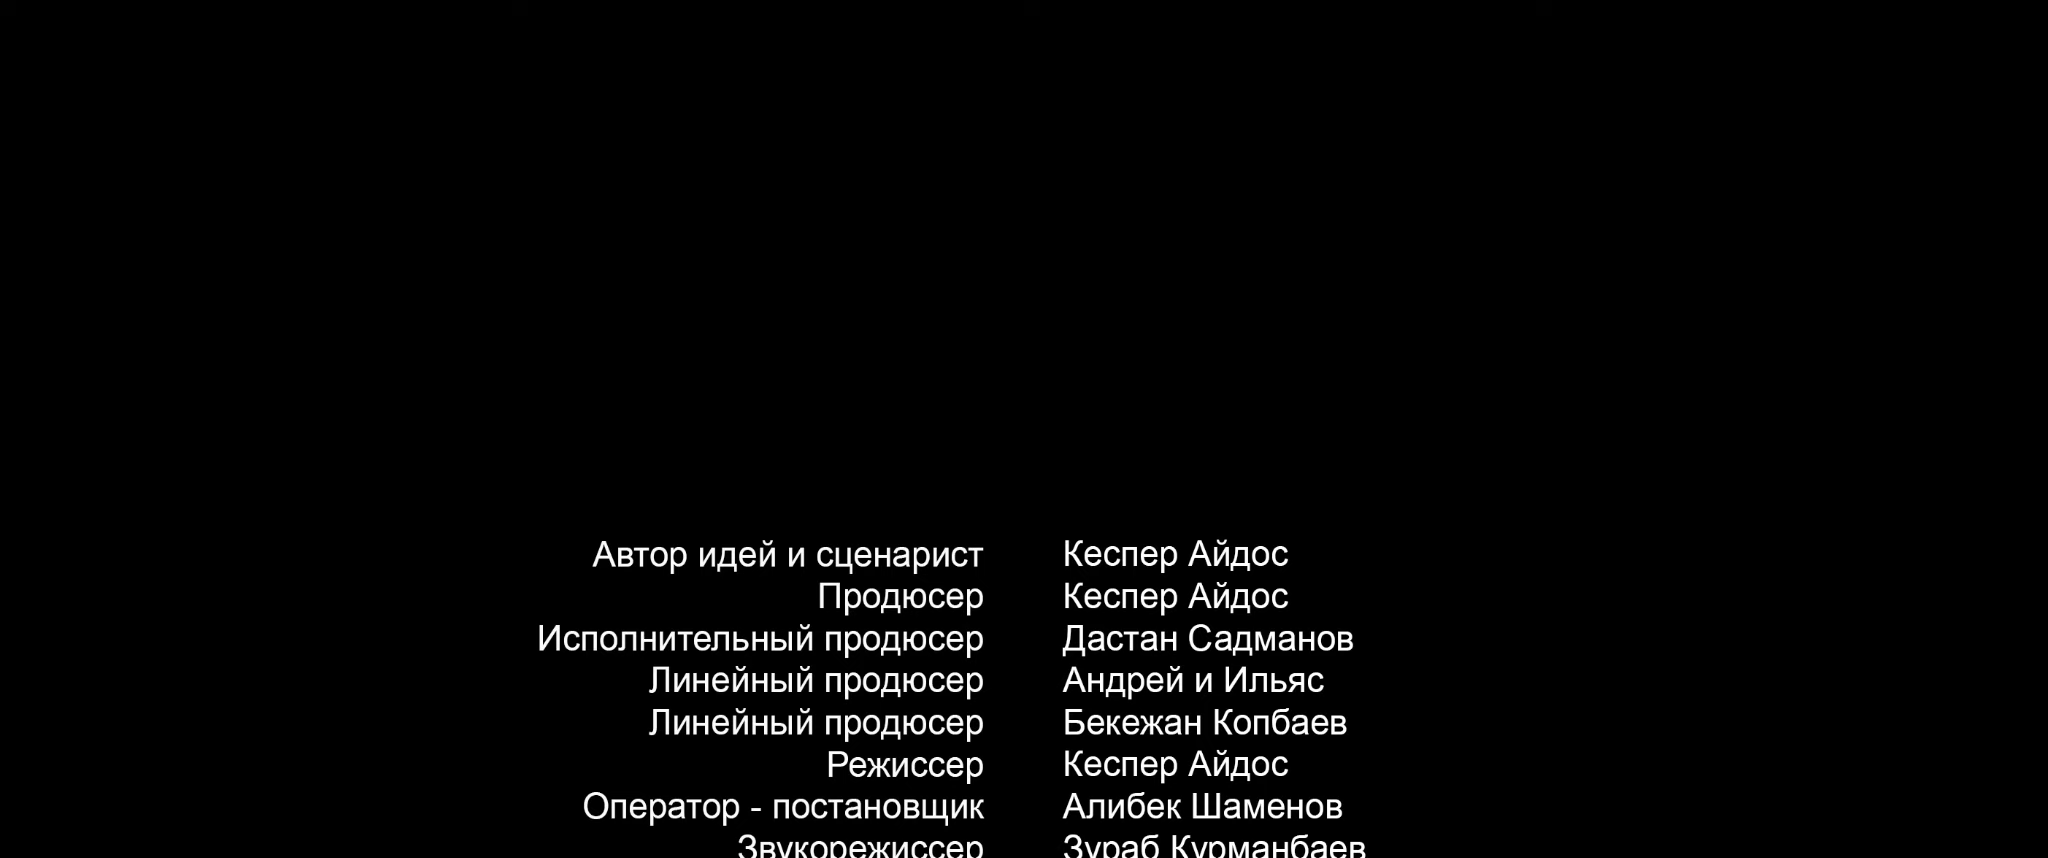 Автор идей и сценарист Кеспер Айдос
Продюсер Кеспер Айдос
Исполнительный продюсер Дастан Садманов
Линейный продюсер Андрей и Ильяс
Линейный продюсер Бекежан Копбаев
Режиссер Кеспер Айдос
Оператор - постановщик Алибек Шаменов
Звукорежиссер Зураб Курманбаев